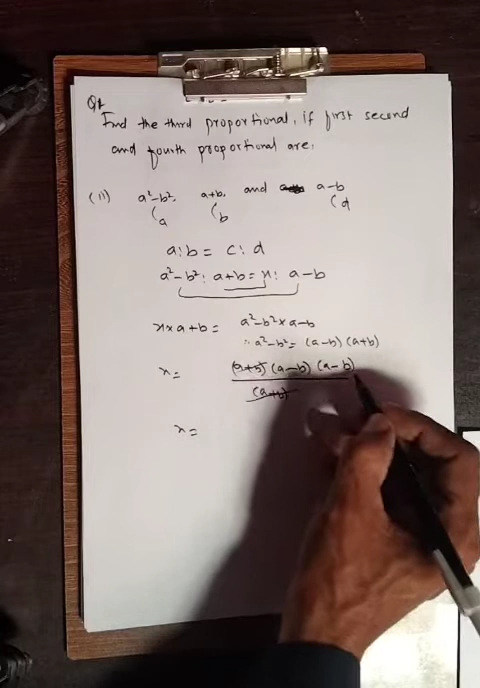 Q1
Find the third proportional, if first second
and fourth proportional are:
(ii) a²-b², a+b, and a-b
a b d
a:b = c:d
a²-b²: a+b = x: a-b
x×a+b = a²-b²×a-b
∵ a²-b² = (a-b) (a+b)
x = (a+b) (a-b) (a-b)
(a+b)
x =